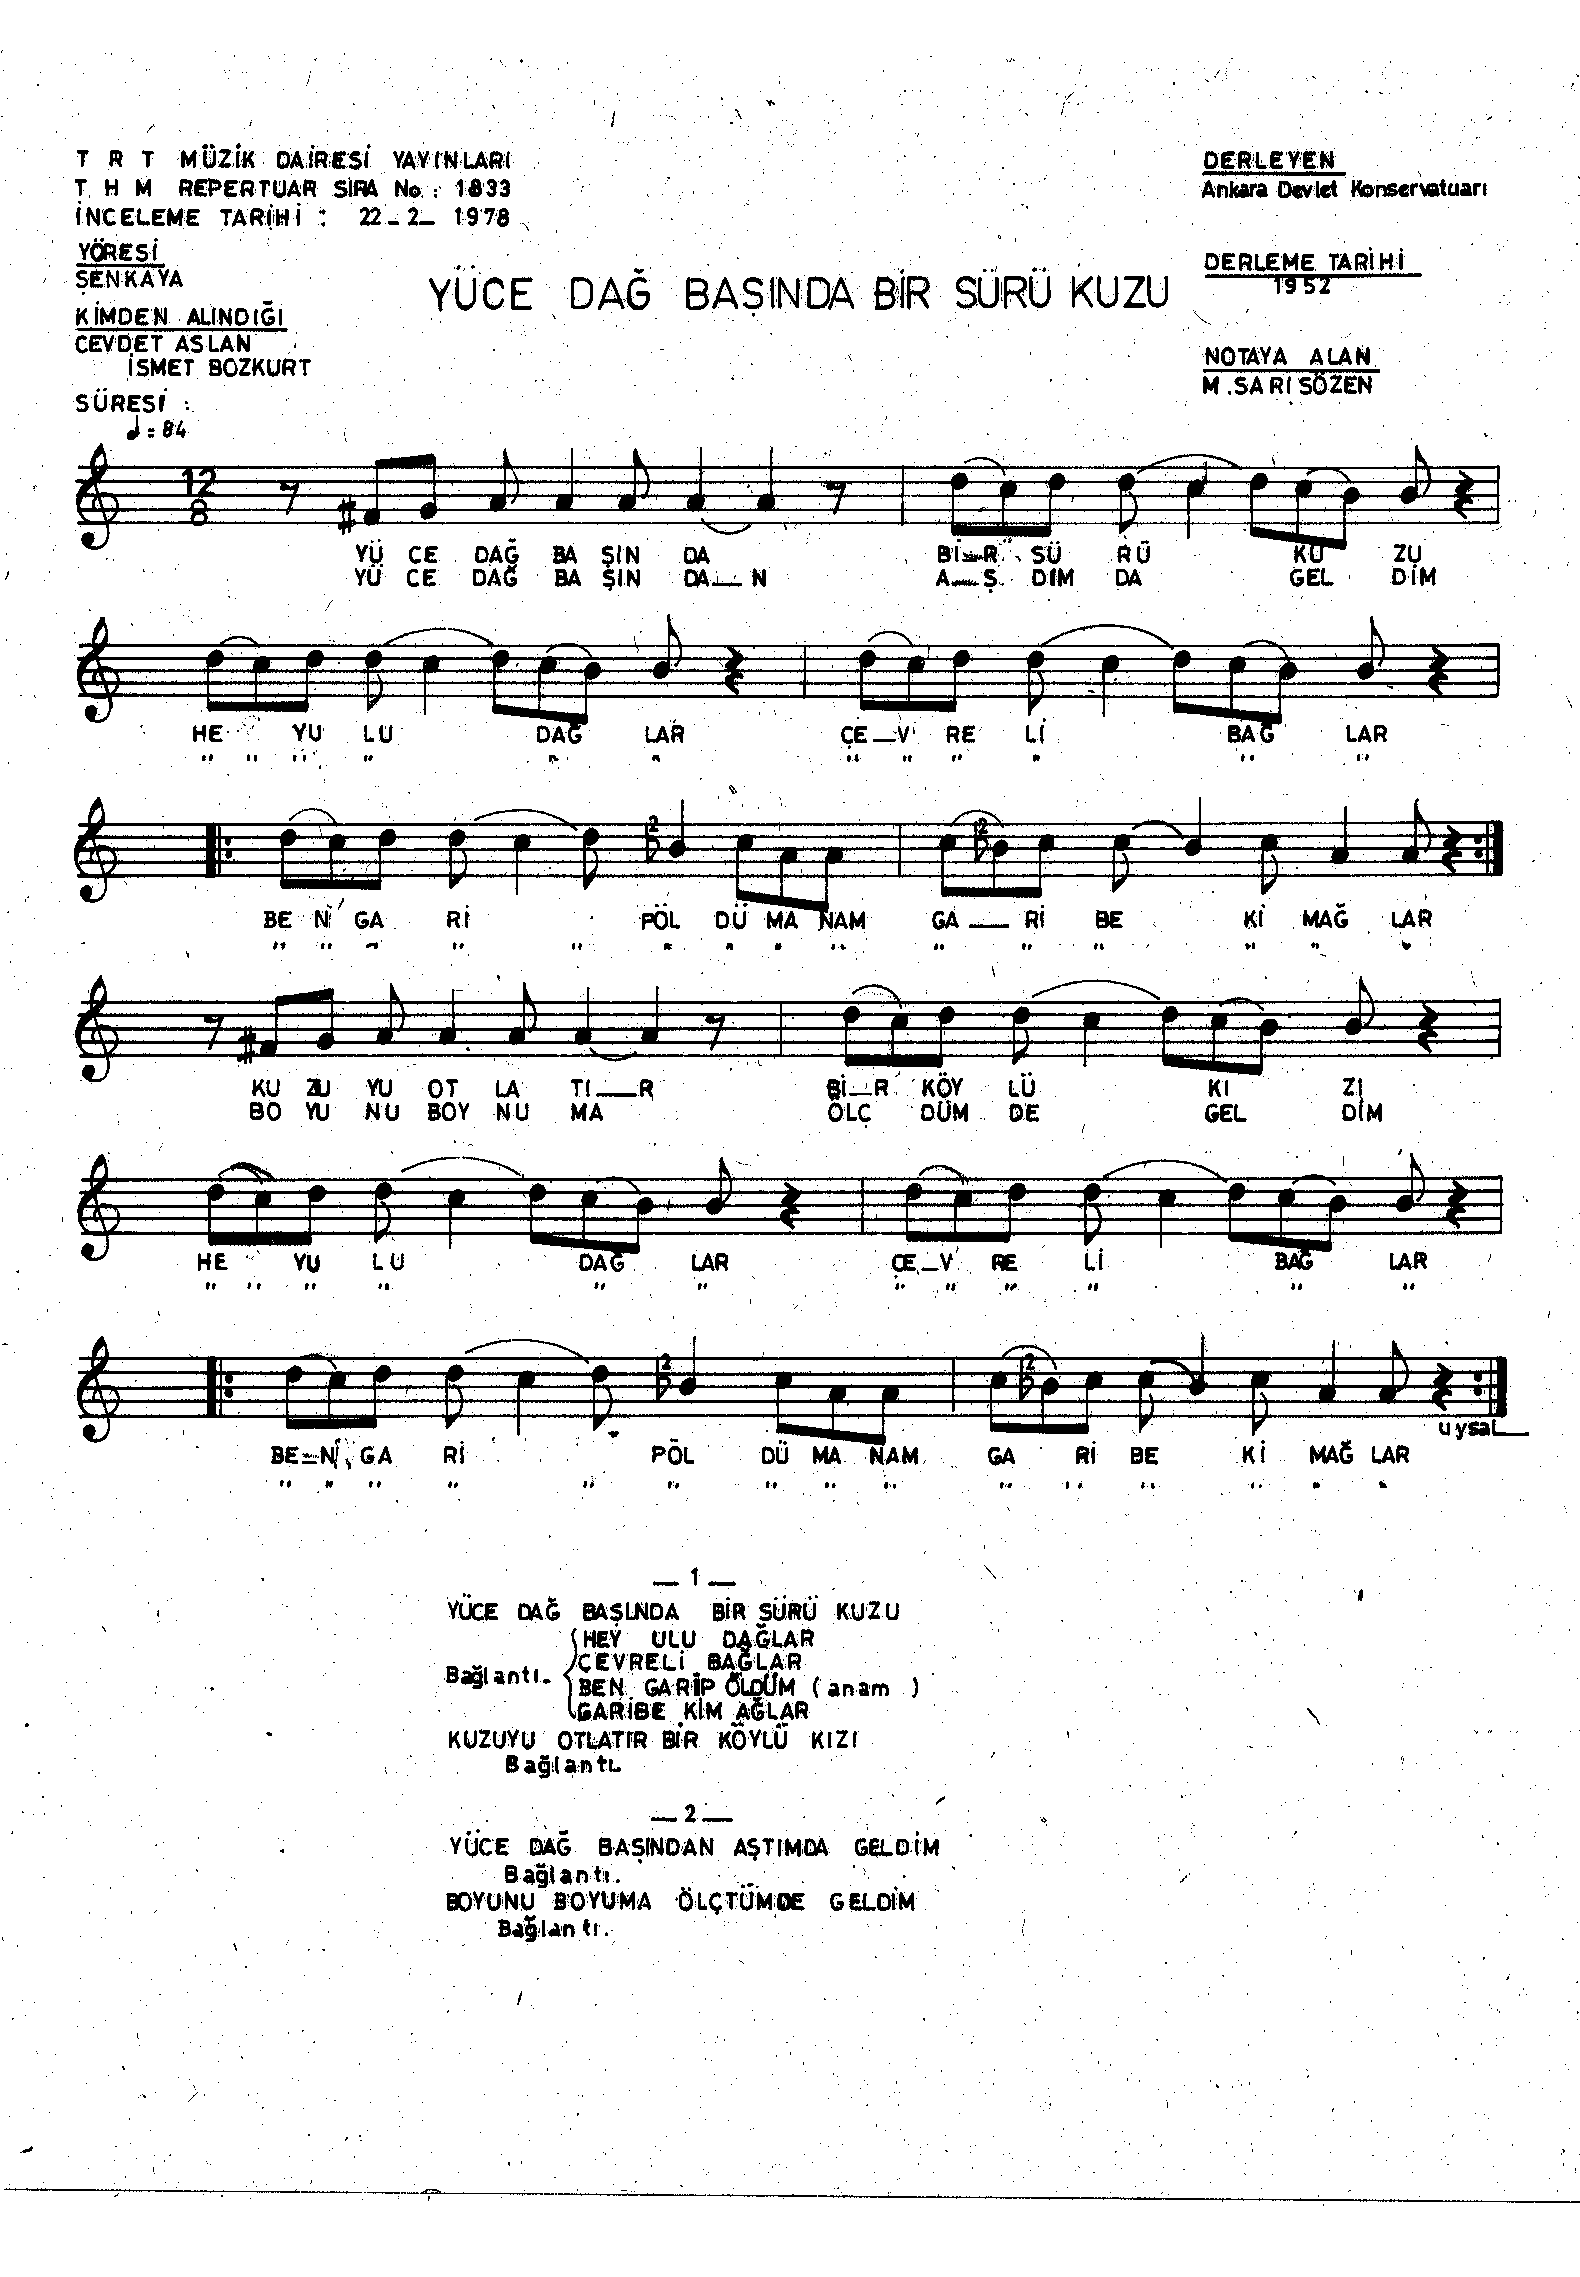 T R T MÜZİK DAİRESİ YAYINLARI
T H M REPERTUAR SIRA No.: 1833
İNCELEME TARİHİ : 22-2-1978
YÖRESİ
ŞENKAYA
KİMDEN ALINDIĞI
CEVDET ASLAN
İSMET BOZKURT
SÜRESİ :
♩=84
YÜCE DAĞ BAŞINDA BİR SÜRÜ KUZU
DERLEYEN
Ankara Devlet Konservatuarı
DERLEME TARİHİ
1952
NOTAYA ALAN
M.SARISÖZEN
12
8
YÜ CE DAĞ BA ŞIN DA Bİ_R SÜ RÜ KU ZU
YÜ CE DAĞ BA ŞIN DA_N A_Ş DIM DA GEL DİM
HE YU LU DAĞ LAR ÇE_V RE Lİ BAĞ LAR
" " " " " " " " " " " "
2 2
BE Nİ GA Rİ PÖL DÜ MA NAM GA_Rİ BE Kİ MAĞ LAR
" " " " " " " " " " " " " " "
KU ZU YU OT LA TI_R Bİ_R KÖY LÜ KI ZI
BO YU NU BOY NU MA ÖLÇ DÜM DE GEL DİM
HE YU LU DAĞ LAR ÇE_V RE Lİ BAĞ LAR
" " " " " " " " " " " "
2 2
BE_Nİ GA Rİ PÖL DÜ MA NAM GA Rİ BE Kİ MAĞ LAR
" " " " " " " " " " " " " " "
uysal
_ 1 _
YÜCE DAĞ BAŞINDA BİR SÜRÜ KUZU
HEY ULU DAĞLAR
ÇEVRELİ BAĞLAR
Bağlantı.
BEN GARİP ÖLDÜM (anam )
GARİBE KİM AĞLAR
KUZUYU OTLATIR BİR KÖYLÜ KIZI
Bağlantı.
_ 2 _
YÜCE DAĞ BAŞINDAN AŞTIMDA GELDİM
Bağlantı.
BOYUNU BOYUMA ÖLÇTÜMDE GELDİM
Bağlantı.